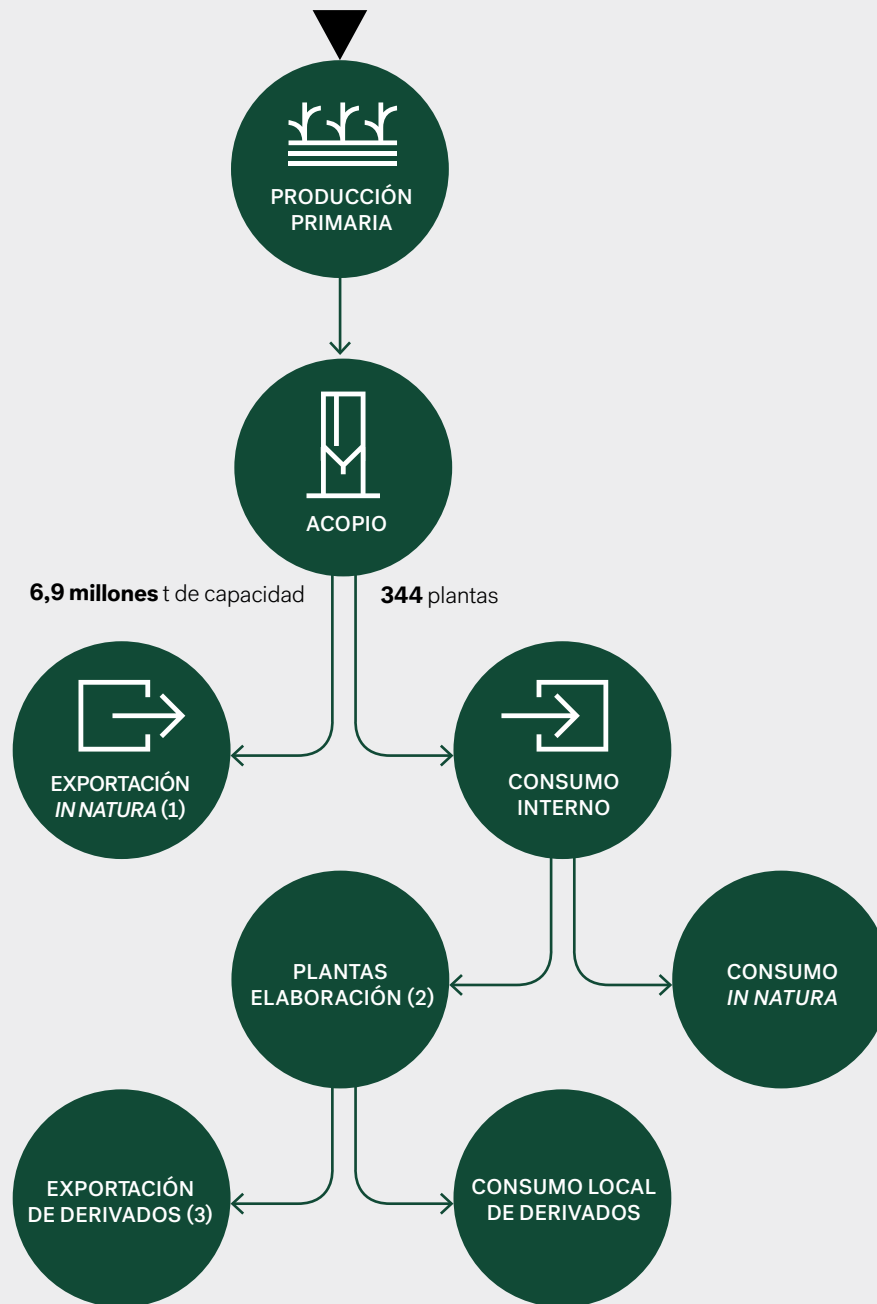 PRODUCCIÓN
PRIMARIA
ACOPIO
6,9 millones t de capacidad
344 plantas
EXPORTACIÓN
IN NATURA (1)
CONSUMO
INTERNO
PLANTAS
ELABORACIÓN (2)
CONSUMO
IN NATURA
EXPORTACIÓN
DE DERIVADOS (3)
CONSUMO LOCAL
DE DERIVADOS